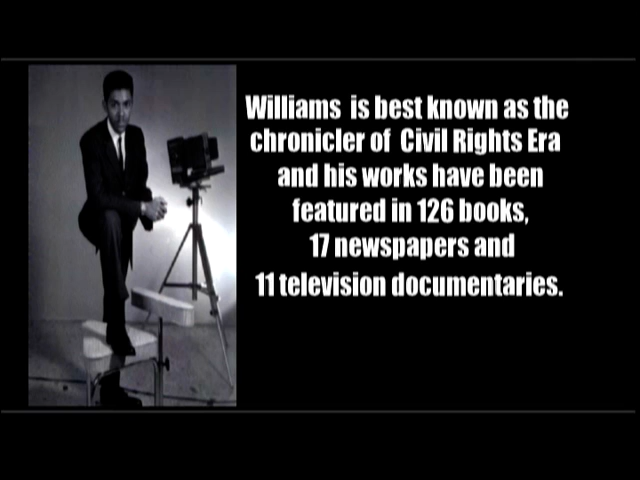 Williams is best known as the
chronicler of Civil Rights Era
and his works have been
featured in 126 books,
17 newspapers and
11 television documentaries.